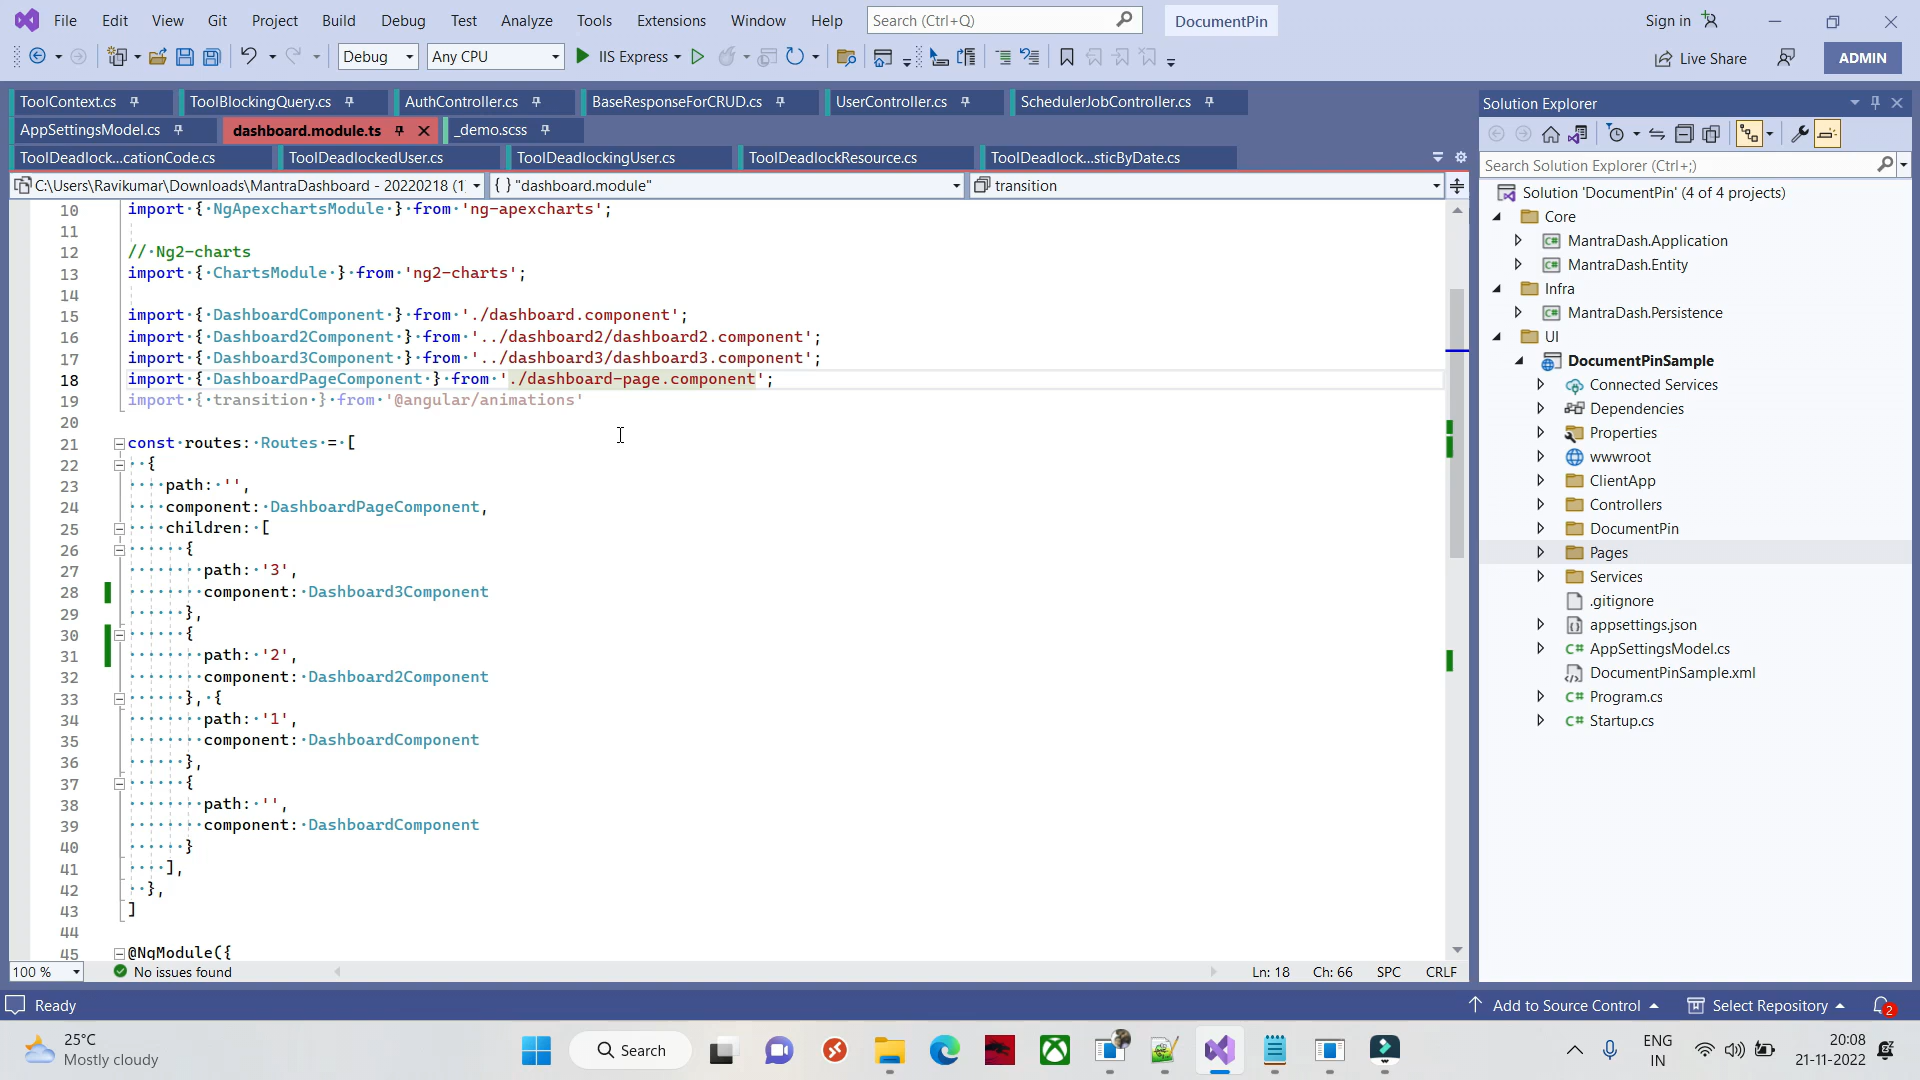 File Edit View Git Project Build Debug Test Analyze Tools Extensions Window Help Search (Ctrl+Q) DocumentPin Sign in
Debug Any CPU IIS Express Live Share ADMIN
ToolContext.cs ToolBlockingQuery.cs AuthController.cs BaseResponseForCRUD.cs UserController.cs SchedulerJobController.cs
AppSettingsModel.cs dashboard.module.ts _demo.scss
ToolDeadlock...cationCode.cs ToolDeadlockedUser.cs ToolDeadlockingUser.cs ToolDeadlockResource.cs ToolDeadlock...sticByDate.cs
C:\Users\Ravikumar\Downloads\MantraDashboard - 20220218 (1) "dashboard.module" transition
10 import { NgApexchartsModule } from 'ng-apexcharts';
11
12 // Ng2-charts
13 import { ChartsModule } from 'ng2-charts';
14
15 import { DashboardComponent } from './dashboard.component';
16 import { Dashboard2Component } from '../dashboard2/dashboard2.component';
17 import { Dashboard3Component } from '../dashboard3/dashboard3.component';
18 import { DashboardPageComponent } from './dashboard-page.component';
19 import { transition } from '@angular/animations'
20
21 const routes: Routes = [
22 {
23 path: '',
24 component: DashboardPageComponent,
25 children: [
26 {
27 path: '3',
28 component: Dashboard3Component
29 },
30 {
31 path: '2',
32 component: Dashboard2Component
33 }, {
34 path: '1',
35 component: DashboardComponent
36 },
37 {
38 path: '',
39 component: DashboardComponent
40 }
41 ],
42 },
43 ]
44
45 @NgModule({
100 % No issues found Ln: 18 Ch: 66 SPC CRLF
Solution Explorer
Search Solution Explorer (Ctrl+;)
Solution 'DocumentPin' (4 of 4 projects)
Core
MantraDash.Application
MantraDash.Entity
Infra
MantraDash.Persistence
UI
DocumentPinSample
Connected Services
Dependencies
Properties
wwwroot
ClientApp
Controllers
DocumentPin
Pages
Services
.gitignore
appsettings.json
AppSettingsModel.cs
DocumentPinSample.xml
Program.cs
Startup.cs
Ready Add to Source Control Select Repository 2
25°C
Mostly cloudy
Search
ENG
IN
20:08
21-11-2022